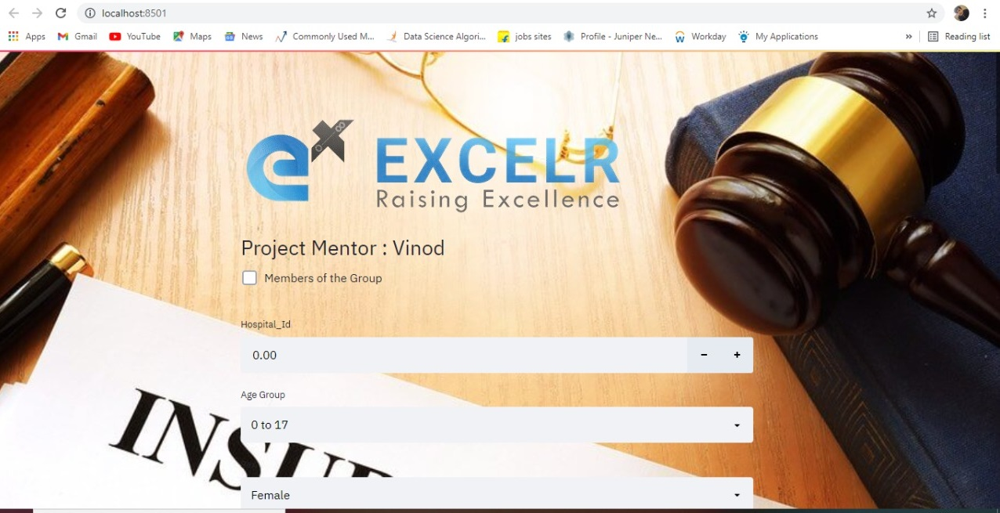 localhost:8501
Apps Gmail YouTube Maps News Commonly Used M... Data Science Algori... jobs sites Profile - Juniper Ne... Workday My Applications » Reading list
EXCELR
Raising Excellence
Project Mentor : Vinod
Members of the Group
Hospital_Id
0.00 - +
Age Group
0 to 17
INSU
Female